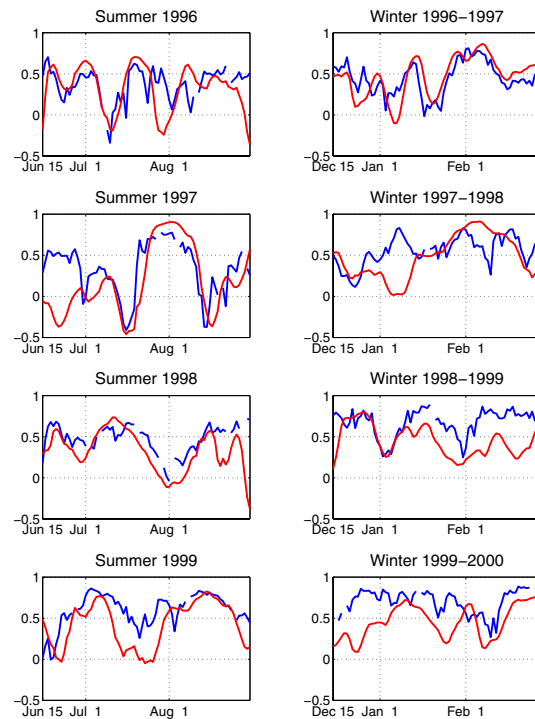 Summer 1996
Winter 1996−1997
1
0.5
0
−0.5
Jun 15 Jul 1 Aug 1
1
0.5
0
−0.5
Dec 15 Jan 1 Feb 1
Summer 1997
Winter 1997−1998
1
0.5
0
−0.5
Jun 15 Jul 1 Aug 1
1
0.5
0
−0.5
Dec 15 Jan 1 Feb 1
Summer 1998
Winter 1998−1999
1
0.5
0
−0.5
Jun 15 Jul 1 Aug 1
1
0.5
0
−0.5
Dec 15 Jan 1 Feb 1
Summer 1999
Winter 1999−2000
1
0.5
0
−0.5
Jun 15 Jul 1 Aug 1
1
0.5
0
−0.5
Dec 15 Jan 1 Feb 1